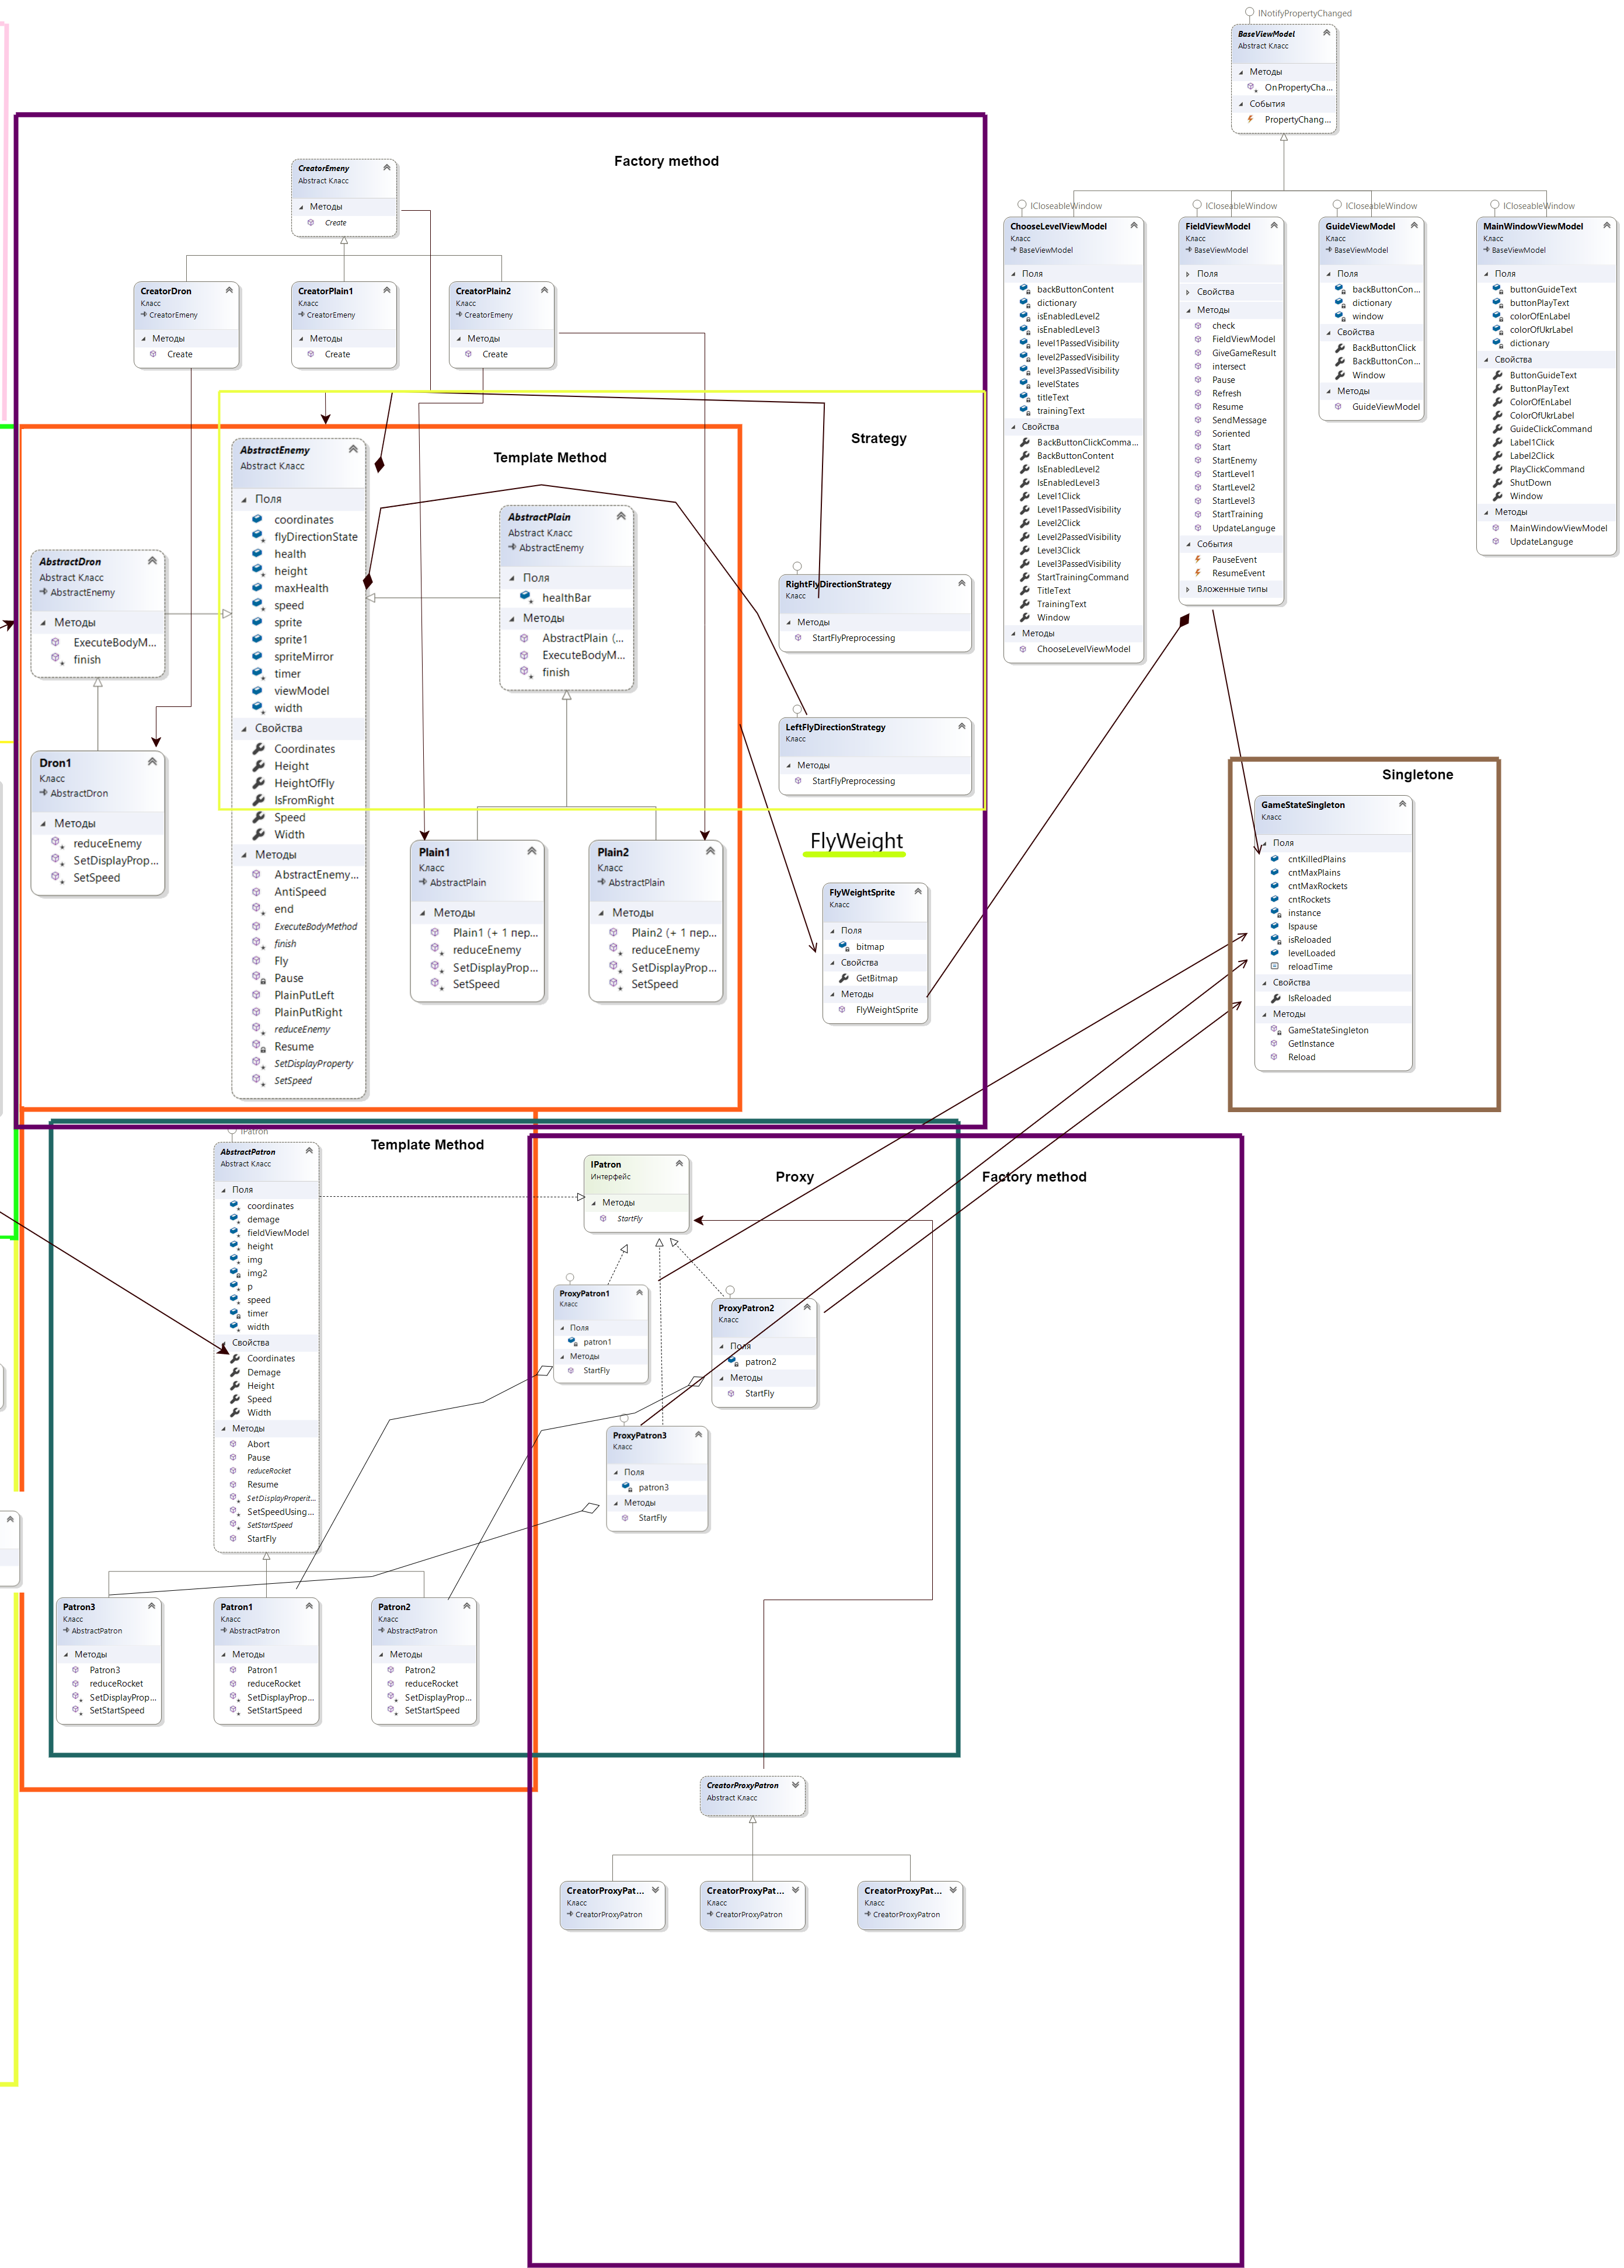 INotifyPropertyChanged
BaseViewModel
Abstract Класс
Методы
OnPropertyCha...
События
PropertyChang...
Factory method
CreatorEmeny
Abstract Класс
Методы
Create
CreatorDron
Класс
CreatorEmeny
Методы
Create
CreatorPlain1
Класс
CreatorEmeny
Методы
Create
CreatorPlain2
Класс
CreatorEmeny
Методы
Create
ICloseableWindow
ChooseLevelViewModel
Класс
BaseViewModel
Поля
backButtonContent
dictionary
isEnabledLevel2
isEnabledLevel3
level1PassedVisibility
level2PassedVisibility
level3PassedVisibility
levelStates
titleText
trainingText
Свойства
BackButtonClickComma...
BackButtonContent
IsEnabledLevel2
IsEnabledLevel3
Level1Click
Level1PassedVisibility
Level2Click
Level2PassedVisibility
Level3Click
Level3PassedVisibility
StartTrainingCommand
TitleText
TrainingText
Window
Методы
ChooseLevelViewModel
ICloseableWindow
FieldViewModel
Класс
BaseViewModel
Поля
Свойства
Методы
check
FieldViewModel
GiveGameResult
intersect
Pause
Refresh
Resume
SendMessage
Soriented
Start
StartEnemy
StartLevel1
StartLevel2
StartLevel3
StartTraining
UpdateLanguge
События
PauseEvent
ResumeEvent
Вложенные типы
ICloseableWindow
GuideViewModel
Класс
BaseViewModel
Поля
backButtonCon...
dictionary
window
Свойства
BackButtonClick
BackButtonCon...
Window
Методы
GuideViewModel
ICloseableWindow
MainWindowViewModel
Класс
BaseViewModel
Поля
buttonGuideText
buttonPlayText
colorOfEnLabel
colorOfUkrLabel
dictionary
Свойства
ButtonGuideText
ButtonPlayText
ColorOfEnLabel
ColorOfUkrLabel
GuideClickCommand
Label1Click
Label2Click
PlayClickCommand
ShutDown
Window
Методы
MainWindowViewModel
UpdateLanguge
Strategy
Template Method
AbstractEnemy
Abstract Класс
Поля
coordinates
flyDirectionState
health
height
maxHealth
speed
sprite
sprite1
spriteMirror
timer
viewModel
width
Свойства
Coordinates
Height
HeightOfFly
IsFromRight
Speed
Width
Методы
AbstractEnemy...
AntiSpeed
end
ExecuteBodyMethod
finish
Fly
Pause
PlainPutLeft
PlainPutRight
reduceEnemy
Resume
SetDisplayProperty
SetSpeed
AbstractPlain
Abstract Класс
AbstractEnemy
Поля
healthBar
Методы
AbstractPlain (...
ExecuteBodyM...
finish
AbstractDron
Abstract Класс
AbstractEnemy
Методы
ExecuteBodyM...
finish
RightFlyDirectionStrategy
Класс
Методы
StartFlyPreprocessing
LeftFlyDirectionStrategy
Класс
Методы
StartFlyPreprocessing
Dron1
Класс
AbstractDron
Методы
reduceEnemy
SetDisplayProp...
SetSpeed
Plain1
Класс
AbstractPlain
Методы
Plain1 (+ 1 пер...
reduceEnemy
SetDisplayProp...
SetSpeed
Plain2
Класс
AbstractPlain
Методы
Plain2 (+ 1 пер...
reduceEnemy
SetDisplayProp...
SetSpeed
FlyWeight
FlyWeightSprite
Класс
Поля
bitmap
Свойства
GetBitmap
Методы
FlyWeightSprite
Singletone
GameStateSingleton
Класс
Поля
cntKilledPlains
cntMaxPlains
cntMaxRockets
cntRockets
instance
Ispause
isReloaded
levelLoaded
reloadTime
Свойства
IsReloaded
Методы
GameStateSingleton
GetInstance
Reload
IPatron
Template Method
AbstractPatron
Abstract Класс
Поля
coordinates
demage
fieldViewModel
height
img
img2
p
speed
timer
width
Свойства
Coordinates
Demage
Height
Speed
Width
Методы
Abort
Pause
reduceRocket
Resume
SetDisplayProperit...
SetSpeedUsing...
SetStartSpeed
StartFly
Proxy
Factory method
IPatron
Интерфейс
Методы
StartFly
ProxyPatron1
Класс
Поля
patron1
Методы
StartFly
ProxyPatron2
Класс
Поля
patron2
Методы
StartFly
ProxyPatron3
Класс
Поля
patron3
Методы
StartFly
Patron3
Класс
AbstractPatron
Методы
Patron3
reduceRocket
SetDisplayProp...
SetStartSpeed
Patron1
Класс
AbstractPatron
Методы
Patron1
reduceRocket
SetDisplayProp...
SetStartSpeed
Patron2
Класс
AbstractPatron
Методы
Patron2
reduceRocket
SetDisplayProp...
SetStartSpeed
CreatorProxyPatron
Abstract Класс
CreatorProxyPat...
Класс
CreatorProxyPatron
CreatorProxyPat...
Класс
CreatorProxyPatron
CreatorProxyPat...
Класс
CreatorProxyPatron